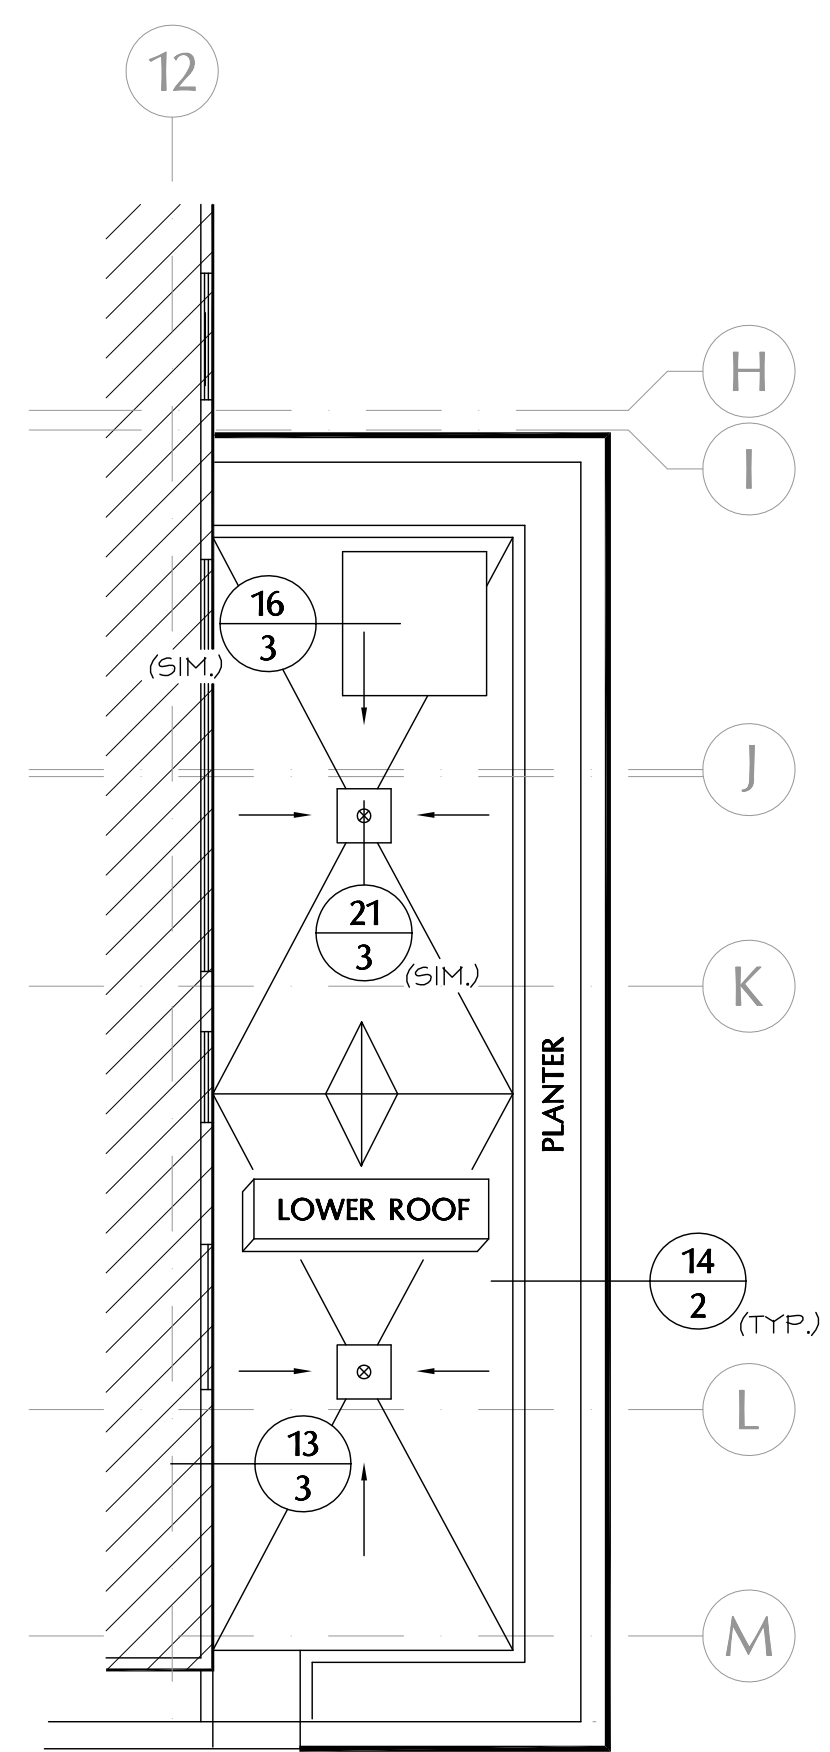 12
H
I
16
3
(SIM.)
J
21
3
(SIM.)
K
PLANTER
LOWER ROOF
14
2
(TYP.)
L
13
3
M